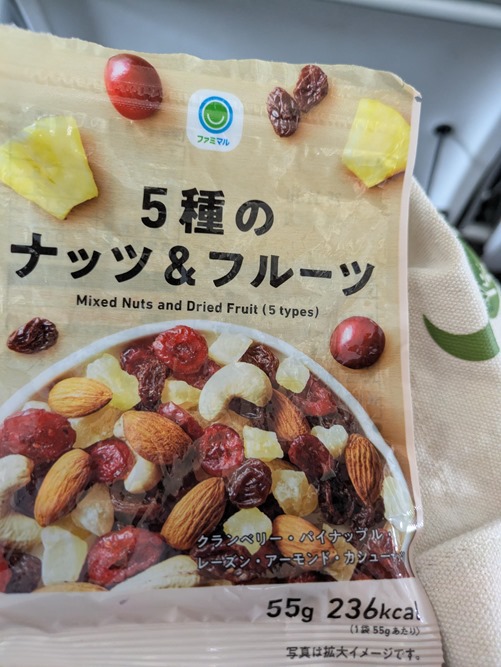 ファミマル
5種の
ナッツ&フルーツ
Mixed Nuts and Dried Fruit (5 types)
クランベリー・パイナップル・
レーズン・アーモンド・カシュー
55g 236kcal
(1袋55gあたり)
写真は拡大イメージです。